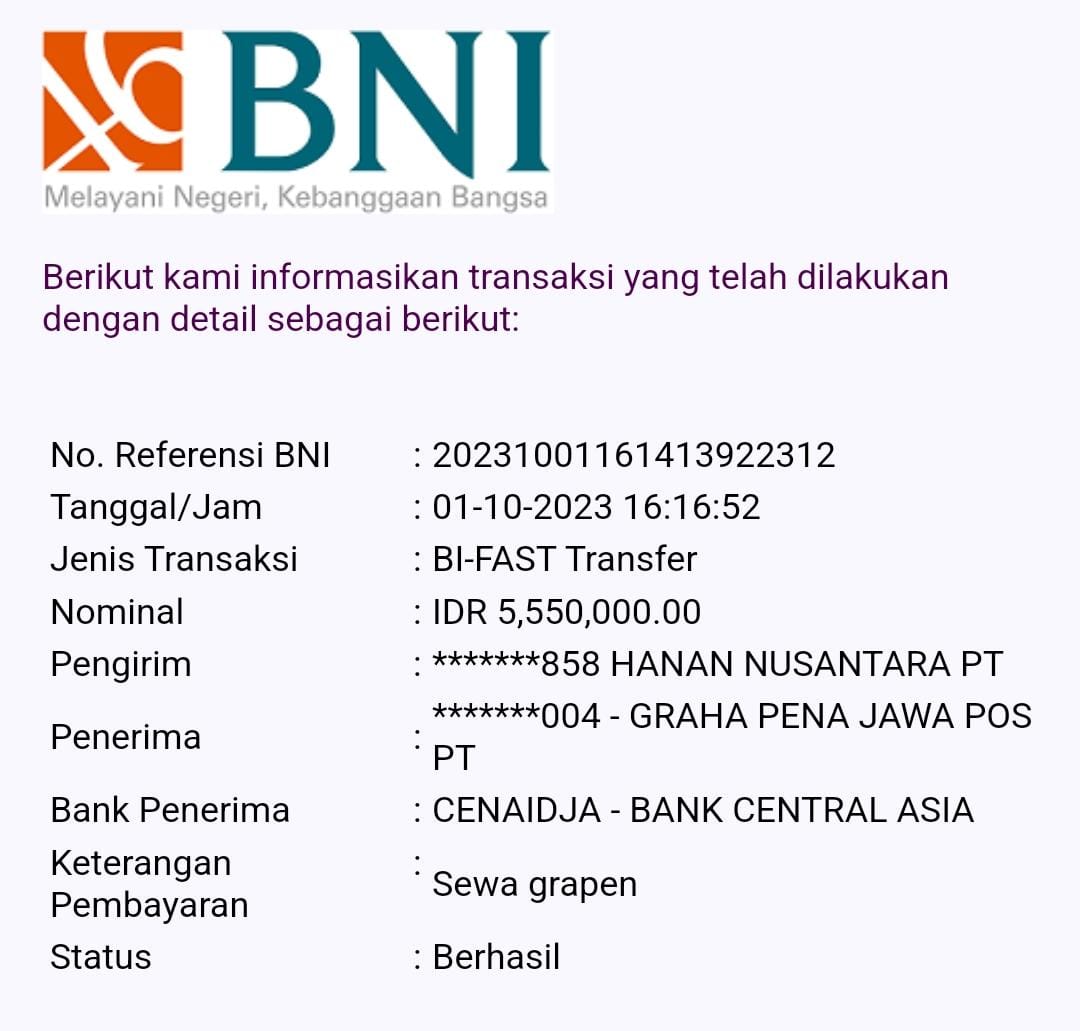 BNI
Melayani Negeri, Kebanggaan Bangsa
Berikut kami informasikan transaksi yang telah dilakukan
dengan detail sebagai berikut:
No. Referensi BNI : 20231001161413922312
Tanggal/Jam : 01-10-2023 16:16:52
Jenis Transaksi : BI-FAST Transfer
Nominal : IDR 5,550,000.00
Pengirim : *******858 HANAN NUSANTARA PT
Penerima : *******004 - GRAHA PENA JAWA POS
PT
Bank Penerima : CENAIDJA - BANK CENTRAL ASIA
Keterangan
Pembayaran : Sewa grapen
Status : Berhasil